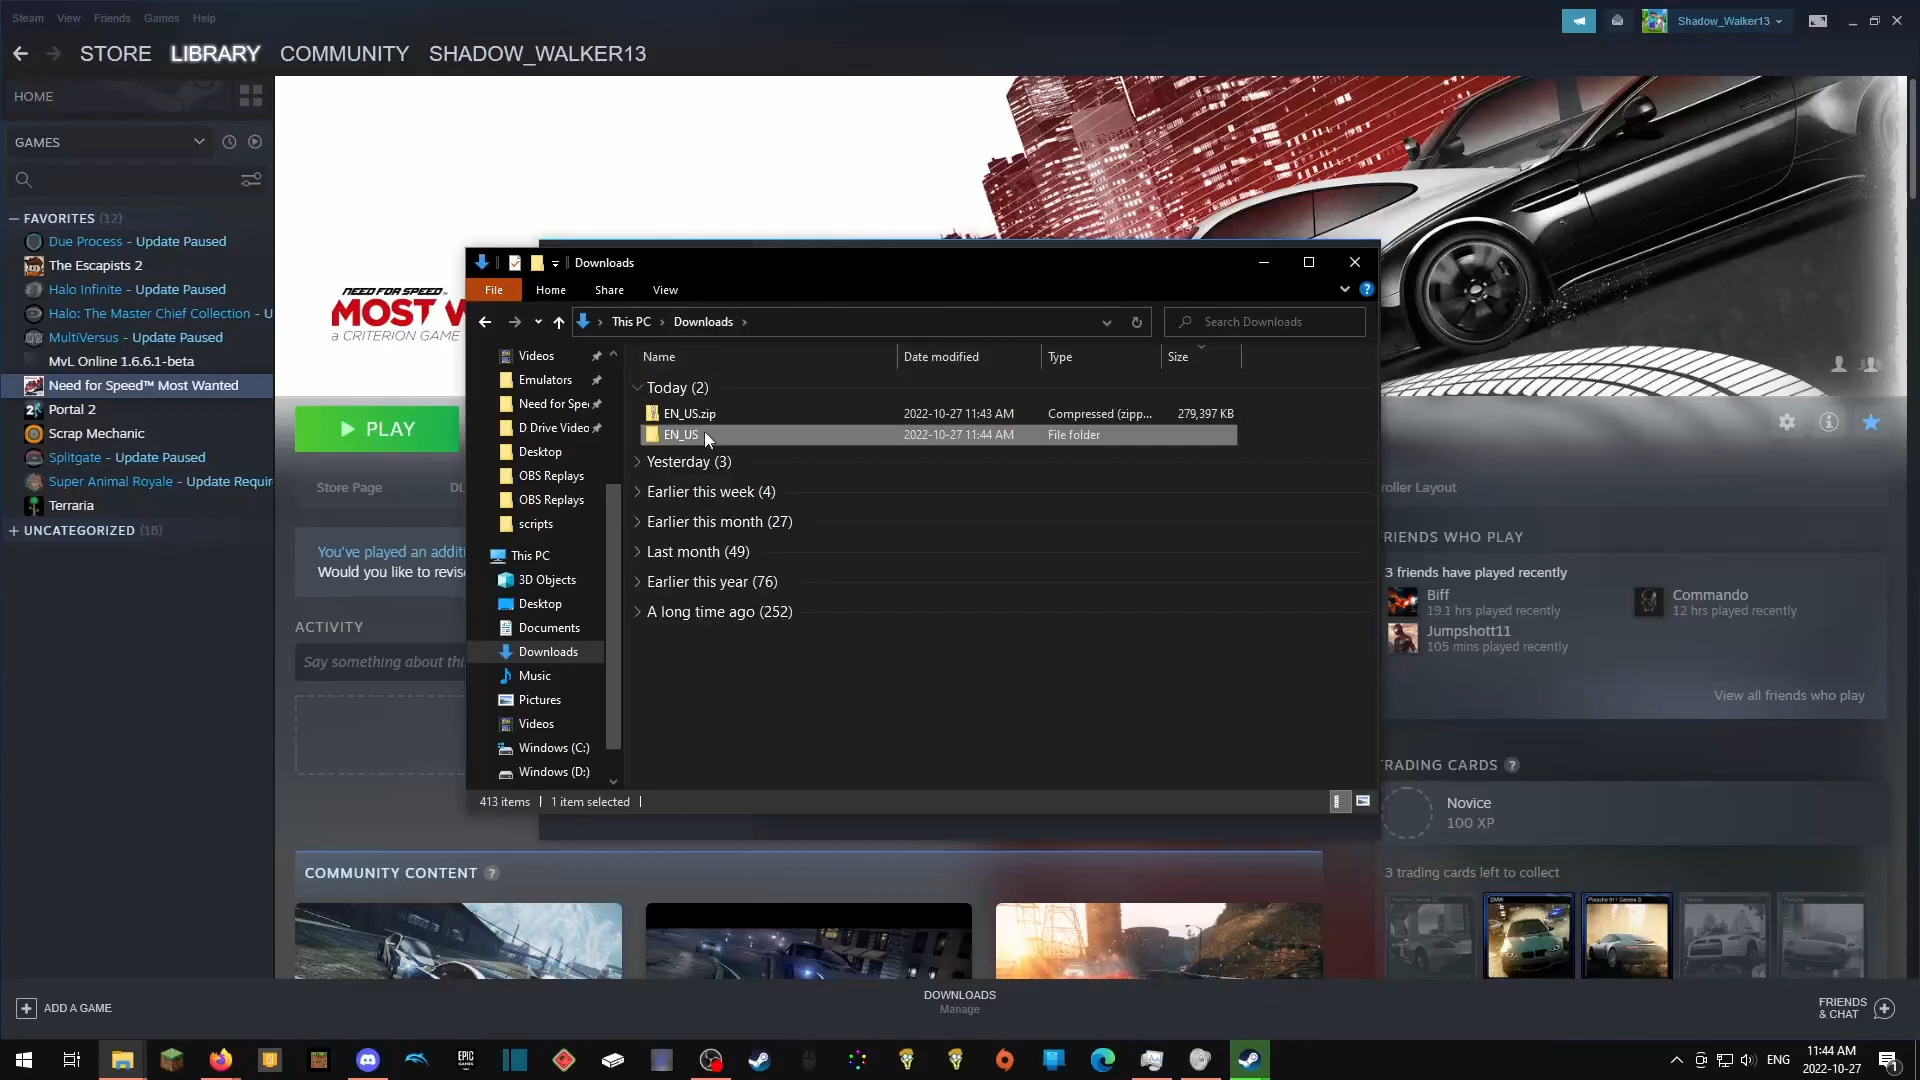 Steam View Friends Games Help
Shadow_Walker13
STORE LIBRARY COMMUNITY SHADOW_WALKER13
HOME
GAMES
FAVORITES (12)
Due Process - Update Paused
The Escapists 2
Halo Infinite - Update Paused
Halo: The Master Chief Collection - U
MultiVersus - Update Paused
MvL Online 1.6.6.1-beta
Need for Speed™ Most Wanted
Portal 2
Scrap Mechanic
Splitgate - Update Paused
Super Animal Royale - Update Requir
Terraria
UNCATEGORIZED (18)
NEED FOR SPEED
MOST W
a CRITERION GAME
PLAY
Store Page
DL
You've played an additi
Would you like to revise
ACTIVITY
Say something about thi
Downloads
File Home Share View
This PC Downloads
Search Downloads
Videos
Emulators
Need for Spe
D Drive Video
Desktop
OBS Replays
OBS Replays
scripts
This PC
3D Objects
Desktop
Documents
Downloads
Music
Pictures
Videos
Windows (C:)
Windows (D:)
Name Date modified Type Size
Today (2)
EN_US.zip 2022-10-27 11:43 AM Compressed (zipp... 279,397 KB
EN_US 2022-10-27 11:44 AM File folder
Yesterday (3)
Earlier this week (4)
Earlier this month (27)
Last month (49)
Earlier this year (76)
A long time ago (252)
413 items 1 item selected
roller Layout
RIENDS WHO PLAY
3 friends have played recently
Biff
19.1 hrs played recently
Commando
12 hrs played recently
Jumpshott11
105 mins played recently
View all friends who play
TRADING CARDS ?
Novice
100 XP
3 trading cards left to collect
BMW
COMMUNITY CONTENT ?
ADD A GAME
DOWNLOADS
Manage
FRIENDS
& CHAT
EPIC
GAMES
ENG
11:44 AM
2022-10-27
1